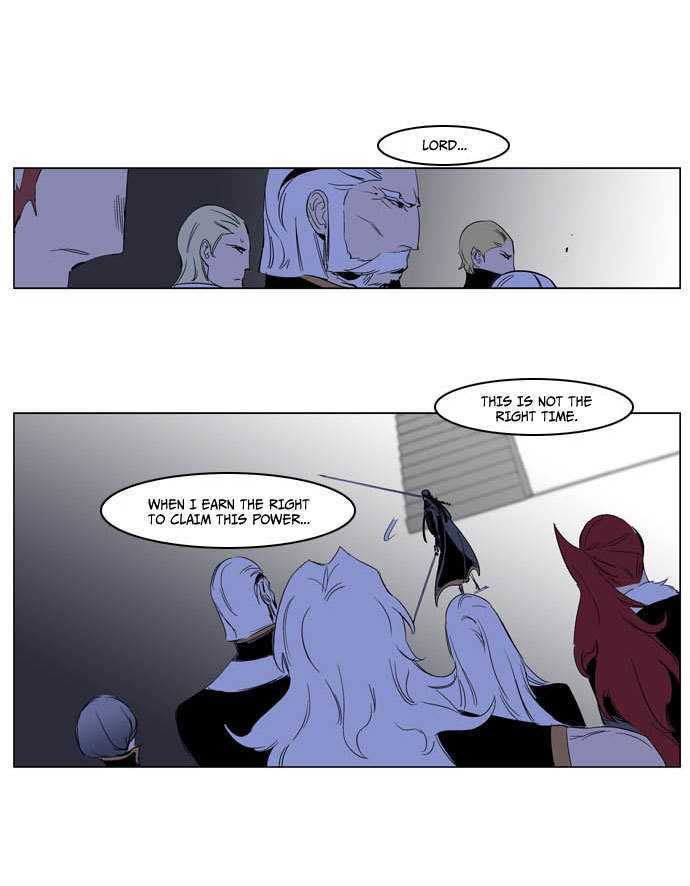 LORD...
THIS IS NOT THE
RIGHT TIME.
WHEN I EARN THE RIGHT
TO CLAIM THIS POWER...